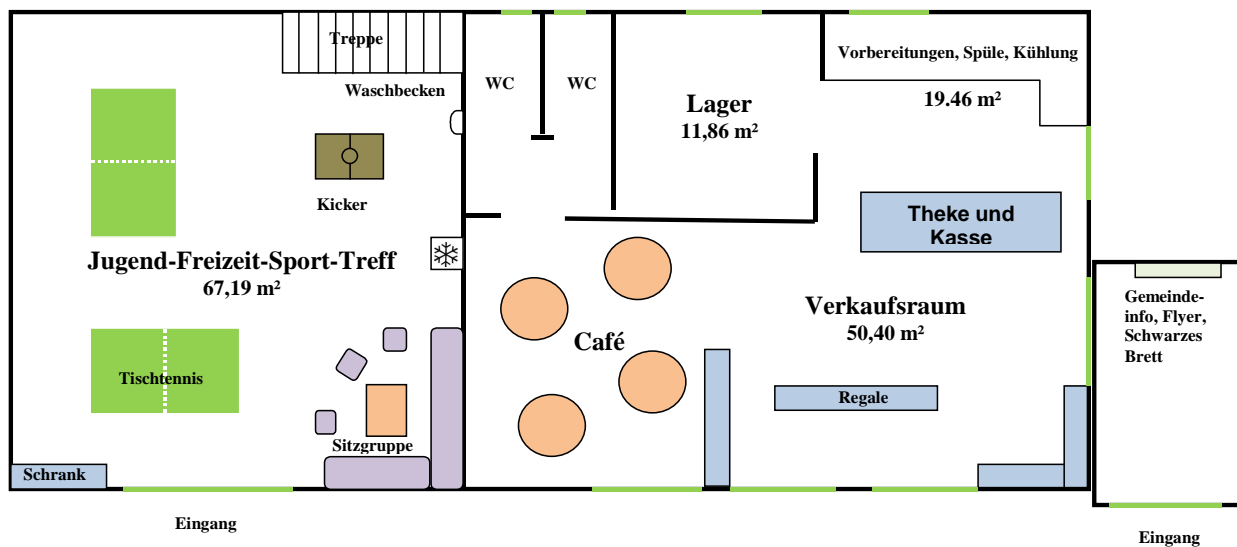 Treppe
Waschbecken
WC
WC
Vorbereitungen, Spüle, Kühlung
19.46 m²
Lager
11,86 m²
Kicker
Theke und
Kasse
Jugend-Freizeit-Sport-Treff
67,19 m²
Verkaufsraum
50,40 m²
Café
Gemeinde-
info, Flyer,
Schwarzes
Brett
Tischtennis
Regale
Sitzgruppe
Schrank
Eingang
Eingang